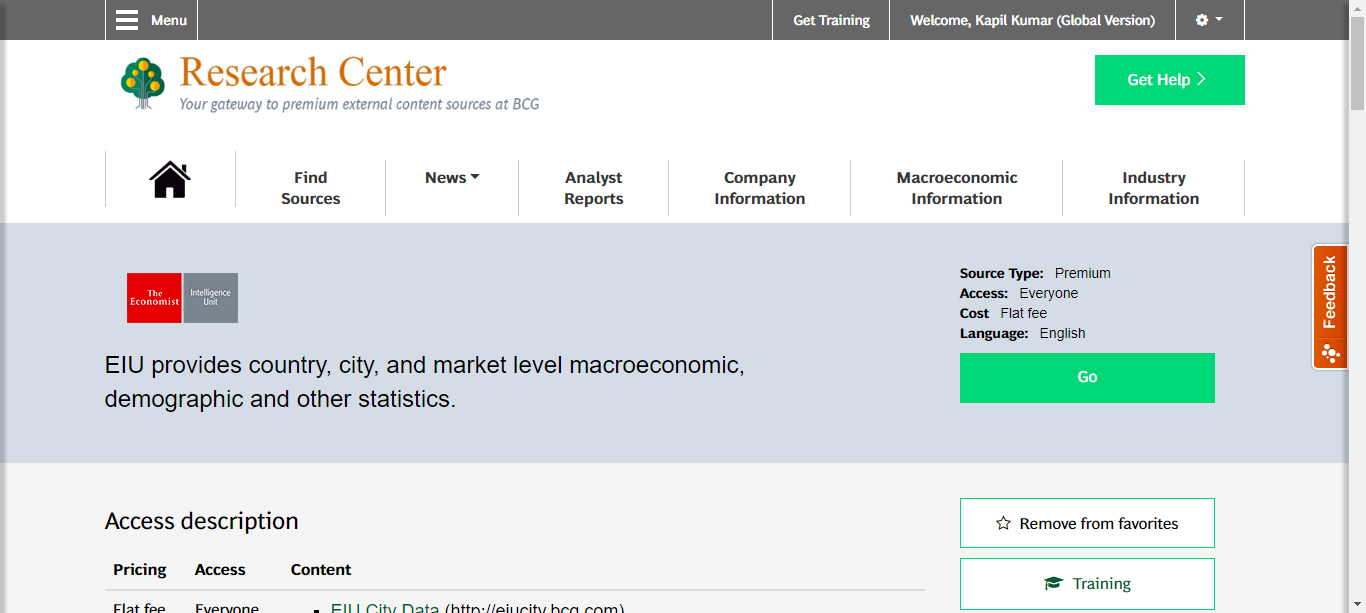 Menu
Get Training
Welcome, Kapil Kumar (Global Version)
Research Center
Your gateway to premium external content sources at BCG
Get Help
Find
Sources
News
Analyst
Reports
Company
Information
Macroeconomic
Information
Industry
Information
The
Economist
Intelligence
Unit
EIU provides country, city, and market level macroeconomic,
demographic and other statistics.
Source Type: Premium
Access: Everyone
Cost Flat fee
Language: English
Go
Feedback
Access description
Remove from favorites
Training
Pricing Access Content
Flat fee Everyone EIU City Data (http://eiucity.bcg.com)